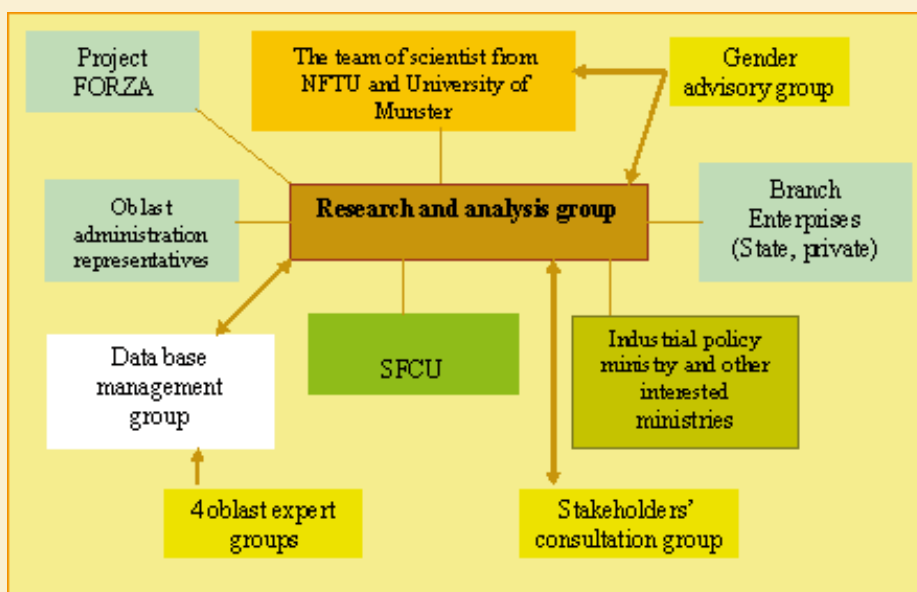 Project
FORZA
The team of scientist from
NFTU and University of
Munster
Gender
advisory group
Oblast
administration
representatives
Research and analysis group
Branch
Enterprises
(State, private)
Data base
management
group
SFCU
Industrial policy
ministry and other
interested
ministries
4 oblast expert
groups
Stakeholders’
consultation group